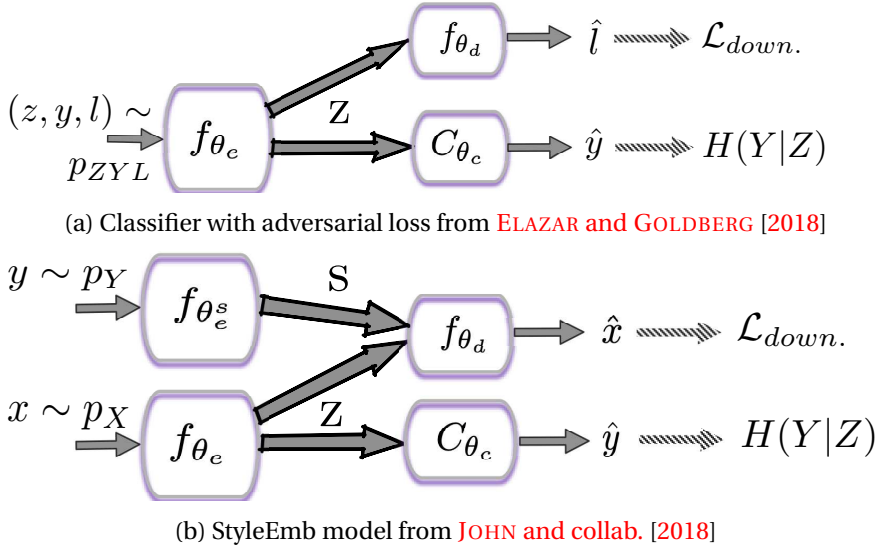 (z, y, l) ∼
p_{ZYL}
f_{θ_e}
Z
f_{θ_d}
l̂
ℒ_{down.}
C_{θ_c}
ŷ
H(Y|Z)
(a) Classifier with adversarial loss from ELAZAR and GOLDBERG [2018]
y ∼ p_Y
f_{θ_e^s}
S
f_{θ_d}
x̂
ℒ_{down.}
x ∼ p_X
f_{θ_e}
Z
C_{θ_c}
ŷ
H(Y|Z)
(b) StyleEmb model from JOHN and collab. [2018]